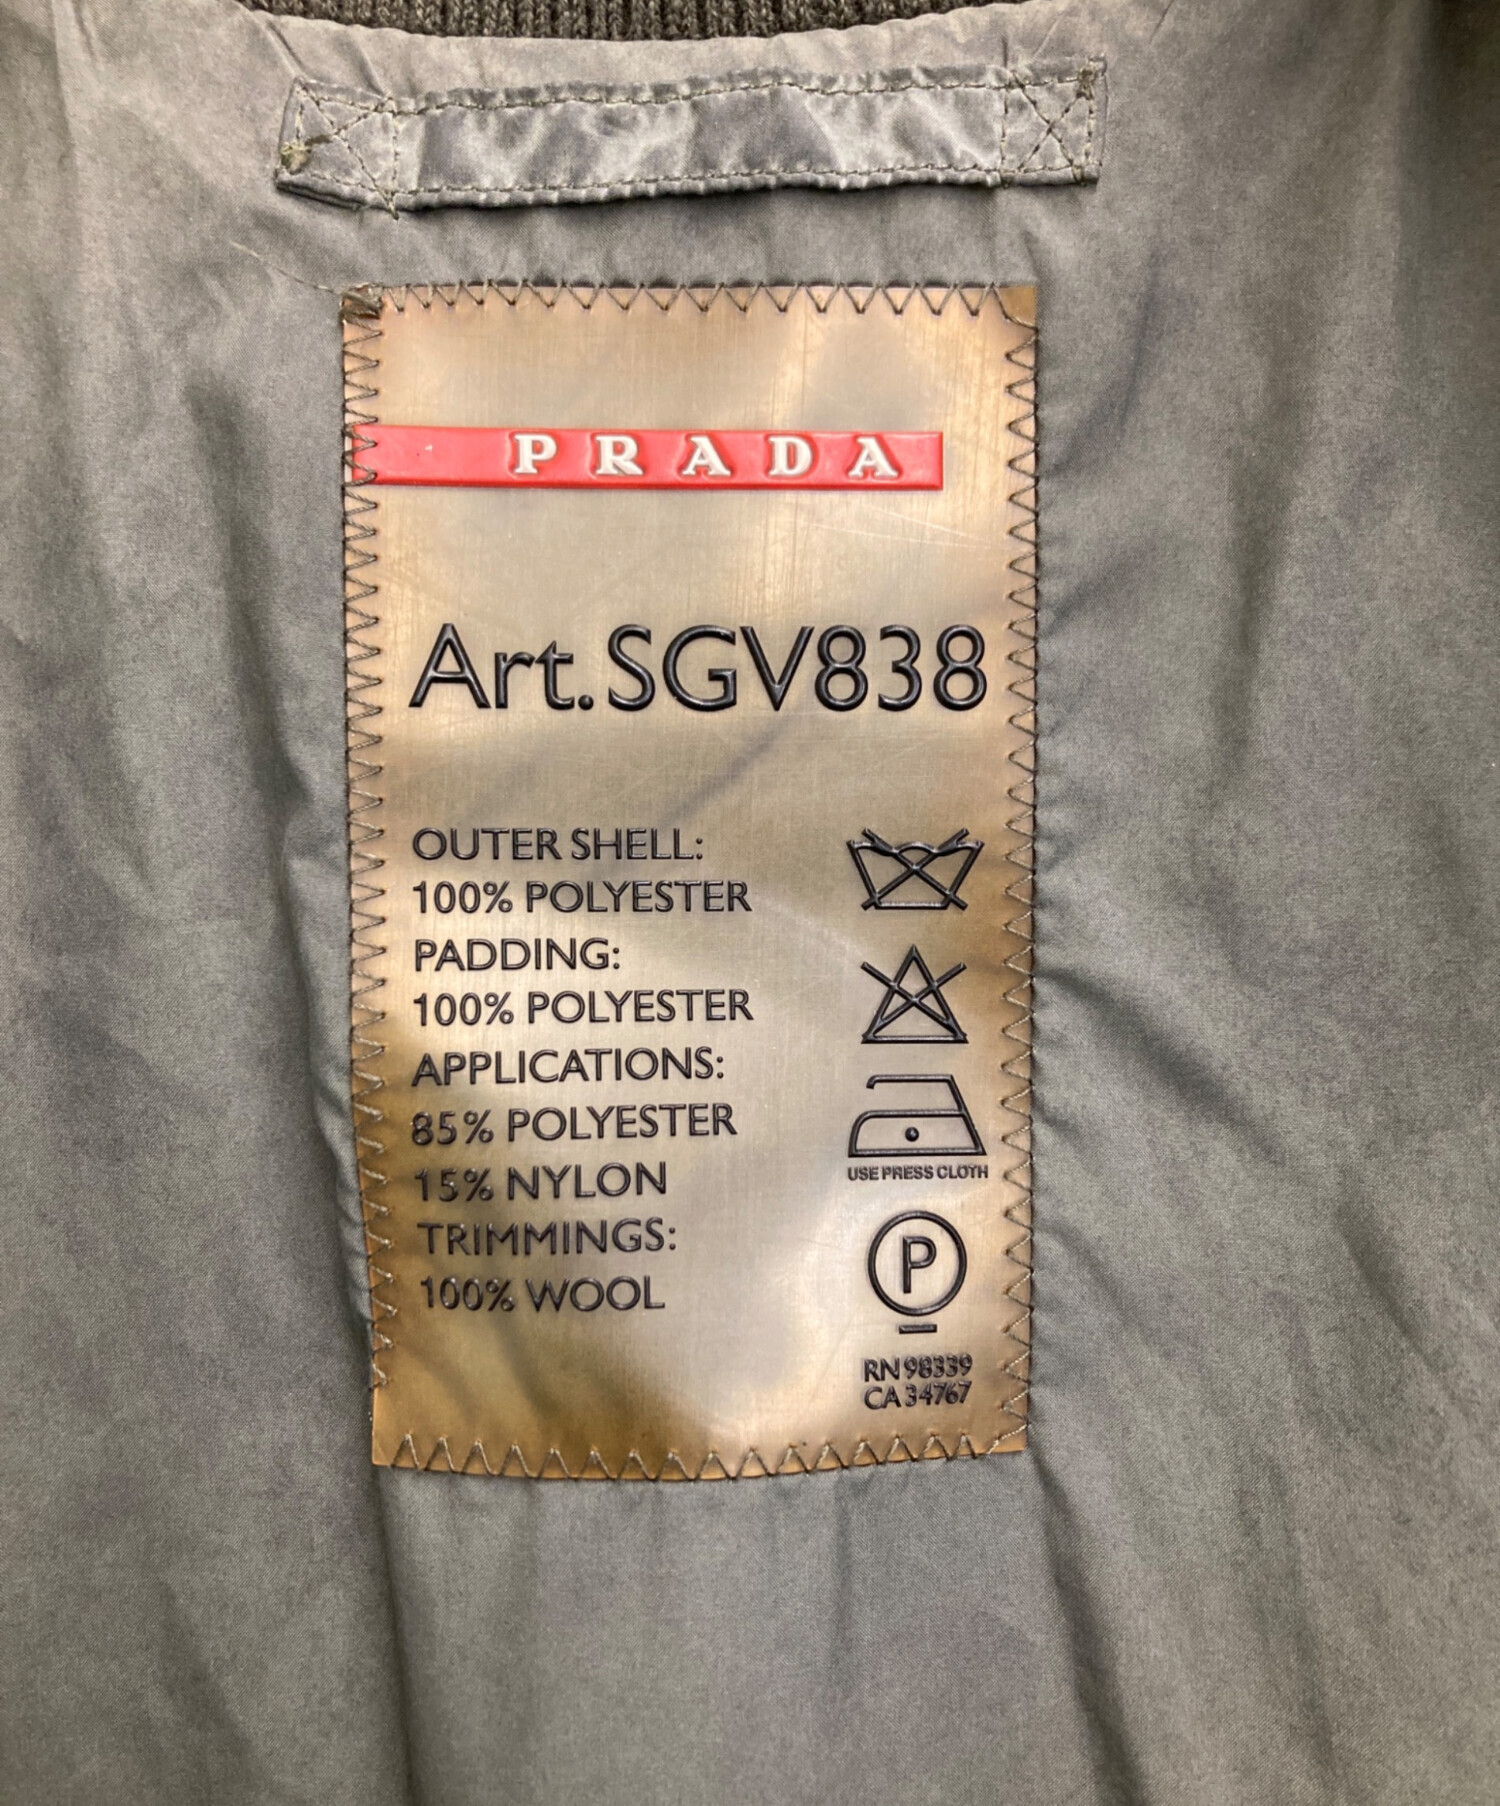 PRADA
Art. SGV838
OUTER SHELL:
100% POLYESTER
PADDING:
100% POLYESTER
APPLICATIONS:
85% POLYESTER
15% NYLON
TRIMMINGS:
100% WOOL
USE PRESS CLOTH
P
RN 98339
CA 34767